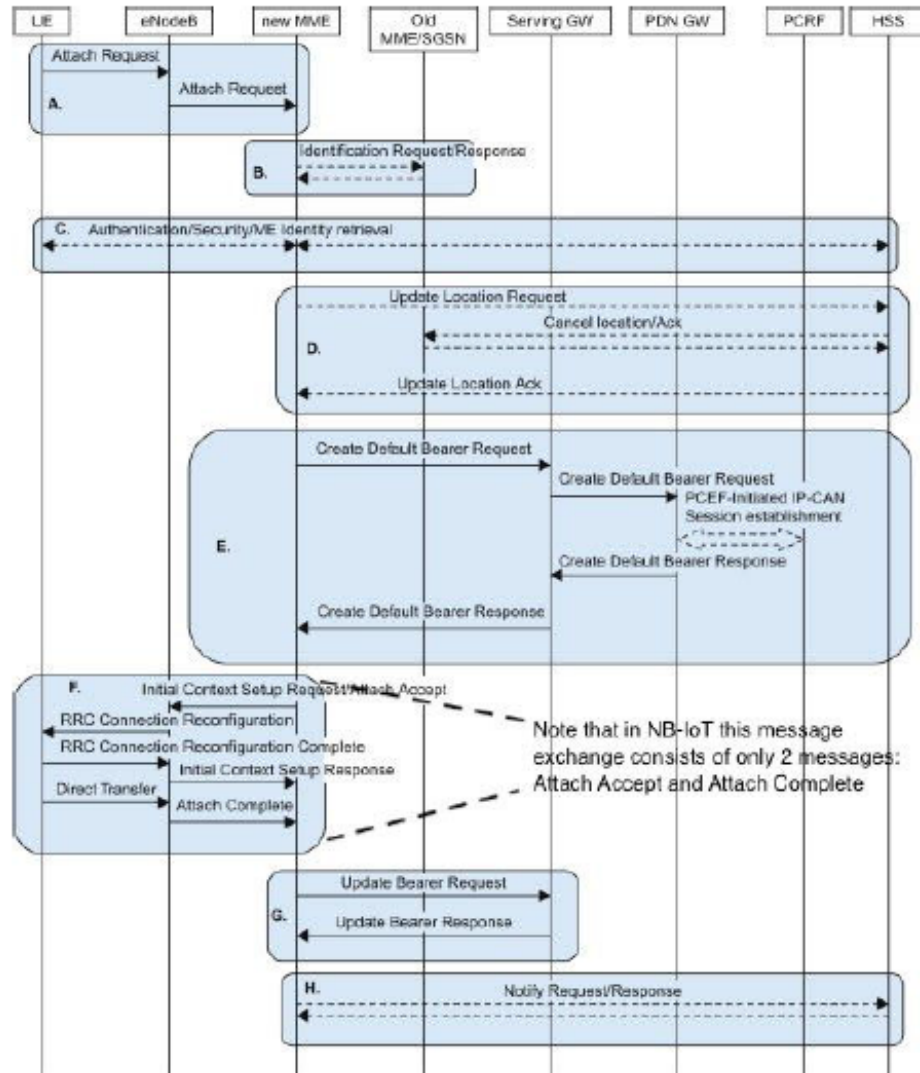 UE
eNodeB
new MME
Old
MME/SGSN
Serving GW
PDN GW
PCRF
HSS
Attach Request
Attach Request
A.
Identification Request/Response
B.
C. Authentication/Security/ME Identity retrieval
Update Location Request
Cancel location/Ack
D.
Update Location Ack
Create Default Bearer Request
Create Default Bearer Request
PCEF-Initiated IP-CAN
Session establishment
E.
Create Default Bearer Response
Create Default Bearer Response
F.
Initial Context Setup Request/Attach Accept
RRC Connection Reconfiguration
RRC Connection Reconfiguration Complete
Initial Context Setup Response
Direct Transfer
Attach Complete
Note that in NB-IoT this message
exchange consists of only 2 messages:
Attach Accept and Attach Complete
Update Bearer Request
G.
Update Bearer Response
H.
Notify Request/Response